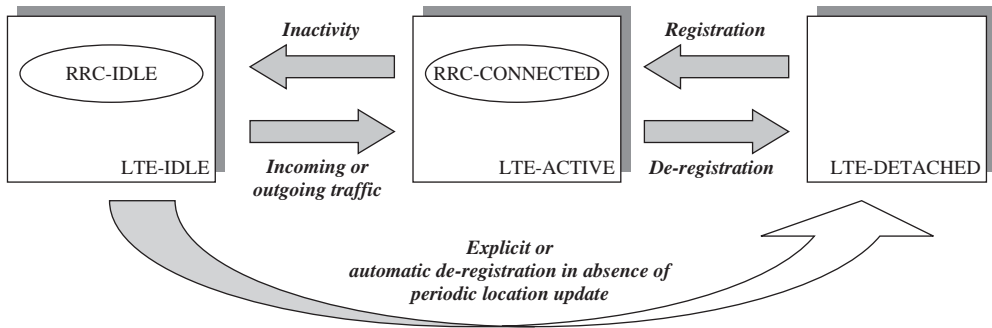 Inactivity
Registration
RRC-IDLE
RRC-CONNECTED
LTE-IDLE
Incoming or
outgoing traffic
LTE-ACTIVE
De-registration
LTE-DETACHED
Explicit or
automatic de-registration in absence of
periodic location update